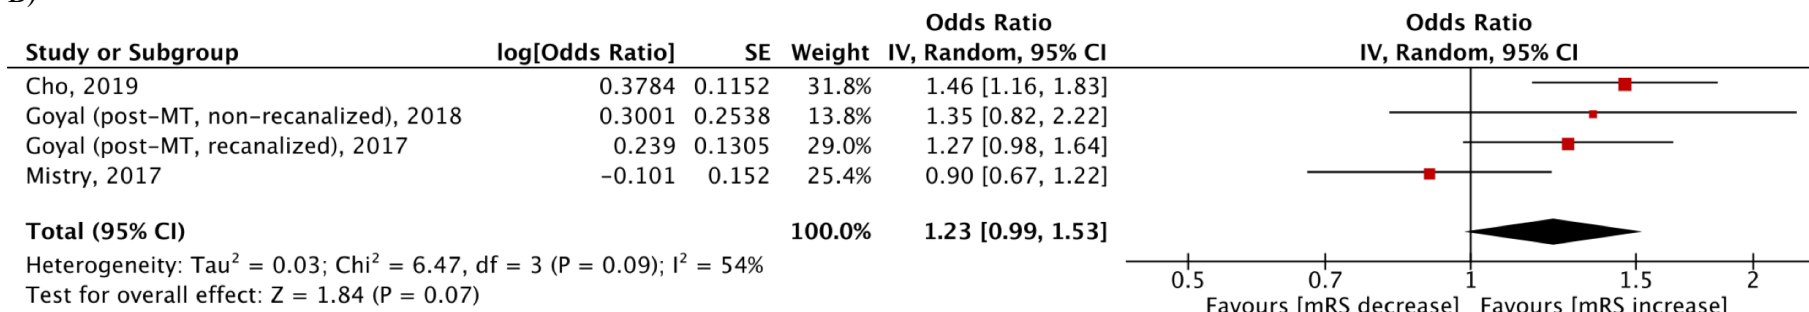 B)
Odds Ratio Odds Ratio
Study or Subgroup log[Odds Ratio] SE Weight IV, Random, 95% CI IV, Random, 95% CI
Cho, 2019 0.3784 0.1152 31.8% 1.46 [1.16, 1.83]
Goyal (post-MT, non-recanalized), 2018 0.3001 0.2538 13.8% 1.35 [0.82, 2.22]
Goyal (post-MT, recanalized), 2017 0.239 0.1305 29.0% 1.27 [0.98, 1.64]
Mistry, 2017 -0.101 0.152 25.4% 0.90 [0.67, 1.22]
Total (95% CI) 100.0% 1.23 [0.99, 1.53]
Heterogeneity: Tau² = 0.03; Chi² = 6.47, df = 3 (P = 0.09); I² = 54%
Test for overall effect: Z = 1.84 (P = 0.07)
0.5 0.7 1 1.5 2
Favours [mRS decrease] Favours [mRS increase]